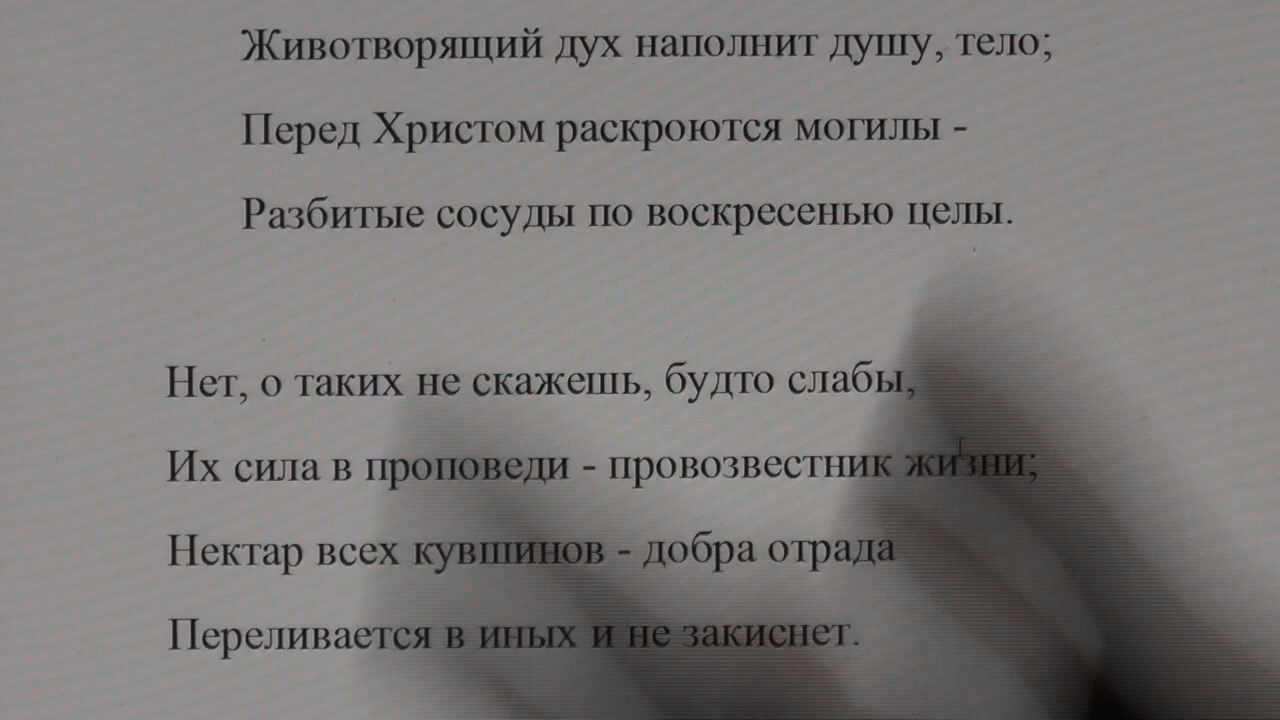 Животворящий дух наполнит душу, тело;
Перед Христом раскроются могилы -
Разбитые сосуды по воскресенью целы.
Нет, о таких не скажешь, будто слабы,
Их сила в проповеди - провозвестник жизни;
Нектар всех кувшинов - добра отрада
Переливается в иных и не закиснет.